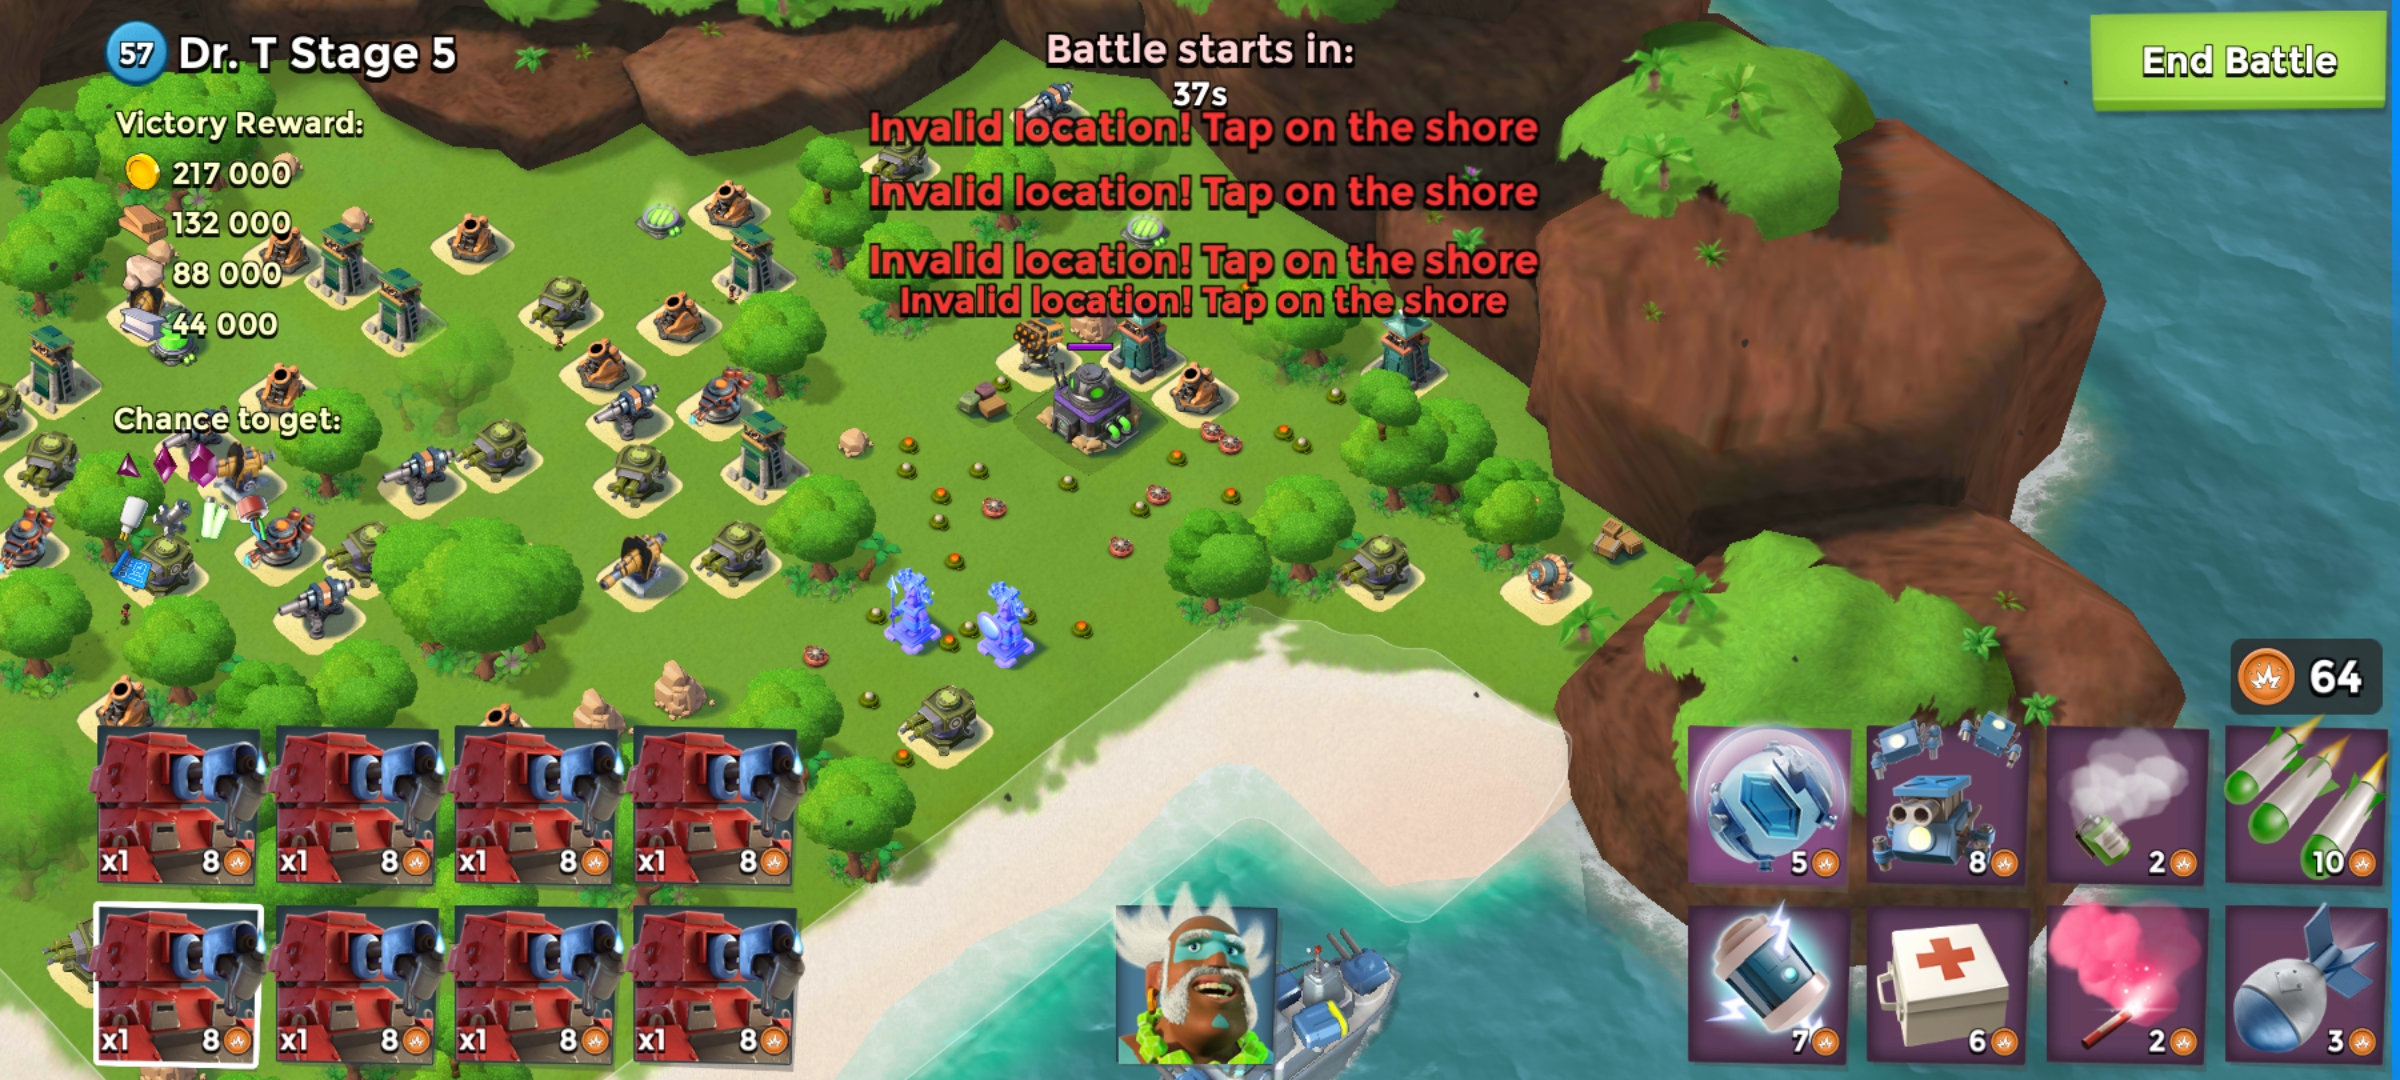 57 Dr. T Stage 5
Battle starts in:
37s
End Battle
Victory Reward:
217 000
132 000
88 000
44 000
Chance to get:
Invalid location! Tap on the shore
Invalid location! Tap on the shore
Invalid location! Tap on the shore
Invalid location! Tap on the shore
64
x1 8 x1 8 x1 8 x1 8
5 8 2 10
x1 8 x1 8 x1 8 x1 8
7 6 2 3